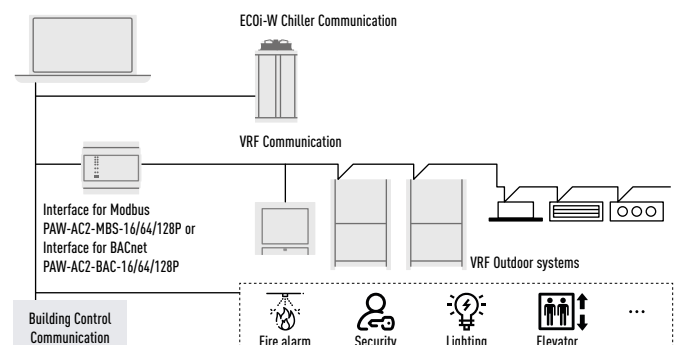 ECOi-W Chiller Communication
VRF Communication
Interface for Modbus
PAW-AC2-MBS-16/64/128P or
Interface for BACnet
PAW-AC2-BAC-16/64/128P
VRF Outdoor systems
Building Control
Communication
Fire alarm
Security
Lighting
Elevator
...